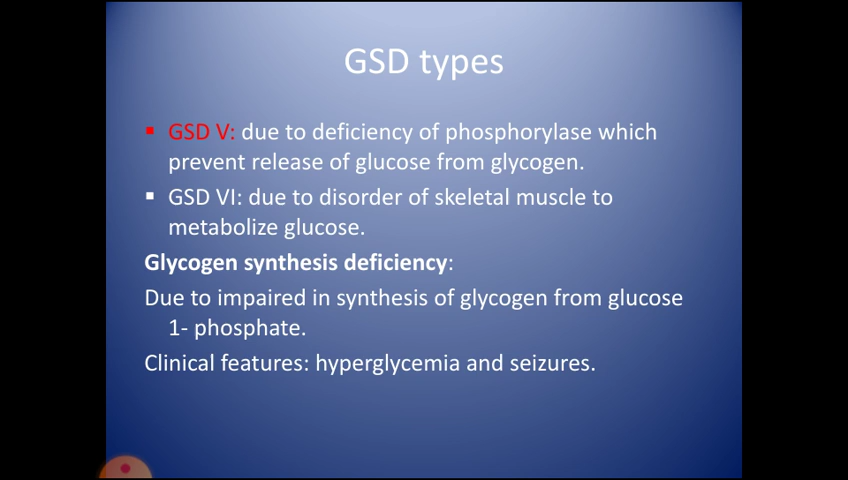 GSD types
▪ GSD V: due to deficiency of phosphorylase which
prevent release of glucose from glycogen.
▪ GSD VI: due to disorder of skeletal muscle to
metabolize glucose.
Glycogen synthesis deficiency:
Due to impaired in synthesis of glycogen from glucose
1- phosphate.
Clinical features: hyperglycemia and seizures.